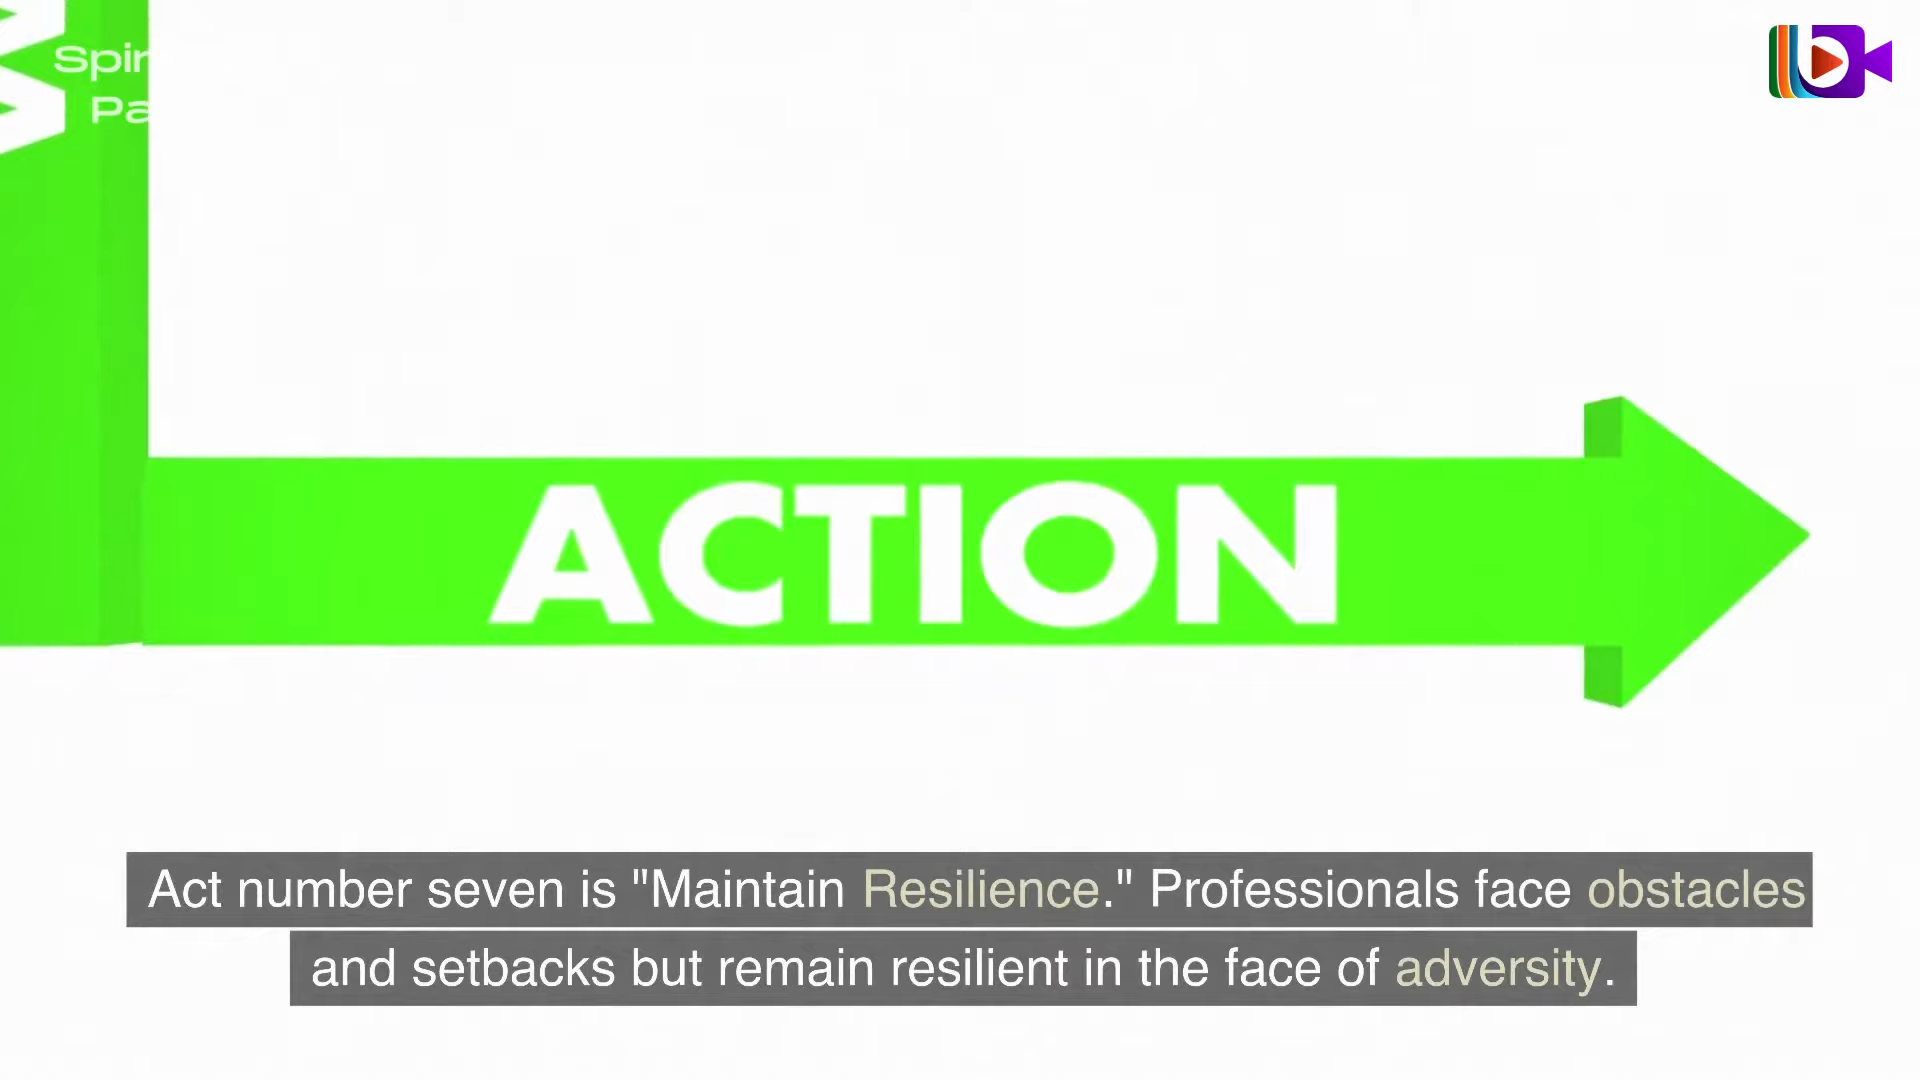 ACTION
Act number seven is "Maintain Resilience." Professionals face obstacles
and setbacks but remain resilient in the face of adversity.